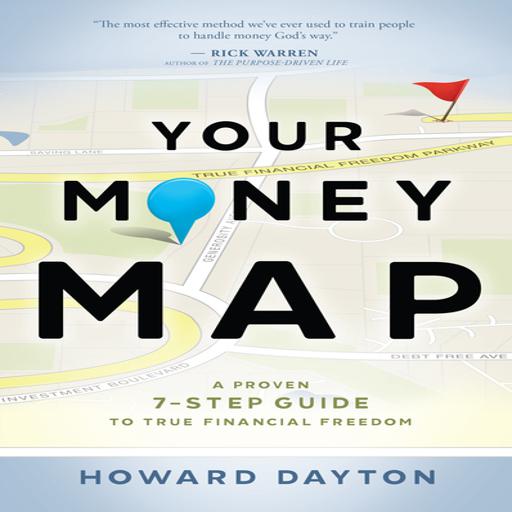 "The most effective method we've ever used to train people
to handle money God's way."
— RICK WARREN
AUTHOR OF THE PURPOSE-DRIVEN LIFE
YOUR
SAVING LANE
TRUE FINANCIAL FREEDOM PARKWAY
MONEY
GENEROSITY AVE
MAP
DEBT FREE AVE
INVESTMENT BOULEVARD
A PROVEN
7-STEP GUIDE
TO TRUE FINANCIAL FREEDOM
HOWARD DAYTON